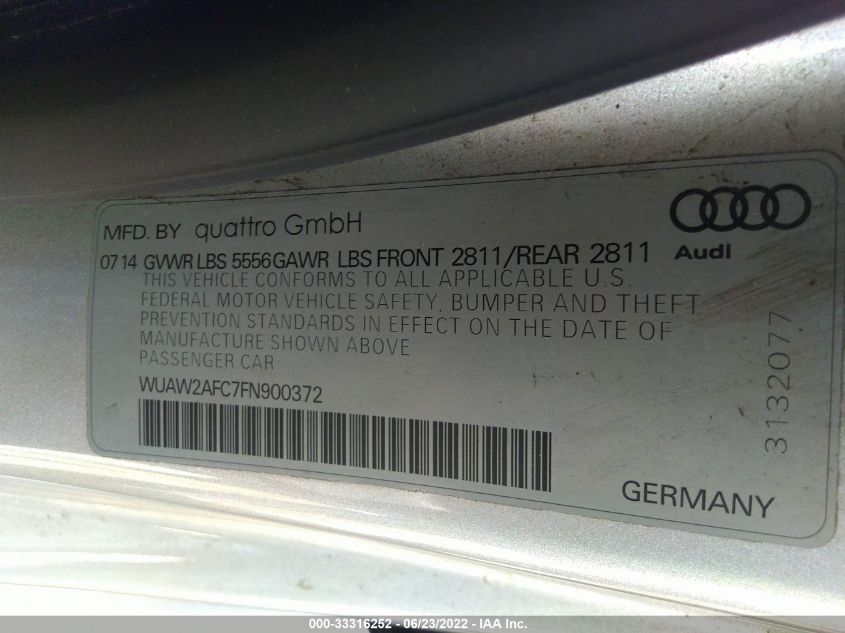 MFD. BY quattro GmbH
Audi
0714 GVWR LBS 5556 GAWR LBS FRONT 2811/REAR 2811
THIS VEHICLE CONFORMS TO ALL APPLICABLE U.S.
FEDERAL MOTOR VEHICLE SAFETY, BUMPER AND THEFT
PREVENTION STANDARDS IN EFFECT ON THE DATE OF
MANUFACTURE SHOWN ABOVE
PASSENGER CAR
WUAW2AFC7FN900372
3132077
GERMANY
000-33316252 - 06/23/2022 - IAA Inc.